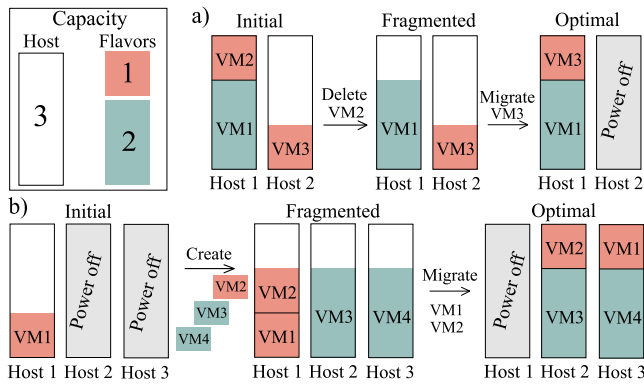 Capacity
Host Flavors
3
1
2
a) Initial Fragmented Optimal
VM2
VM1
VM3
Delete
VM2
VM1
VM3
Migrate
VM3
VM3
VM1
Power off
Host 1 Host 2 Host 1 Host 2 Host 1 Host 2
b) Initial Fragmented Optimal
VM1
Power off
Power off
Create
VM2
VM3
VM4
VM2
VM1
VM3
VM4
Migrate
VM1
VM2
Power off
VM2
VM3
VM1
VM4
Host 1 Host 2 Host 3 Host 1 Host 2 Host 3 Host 1 Host 2 Host 3